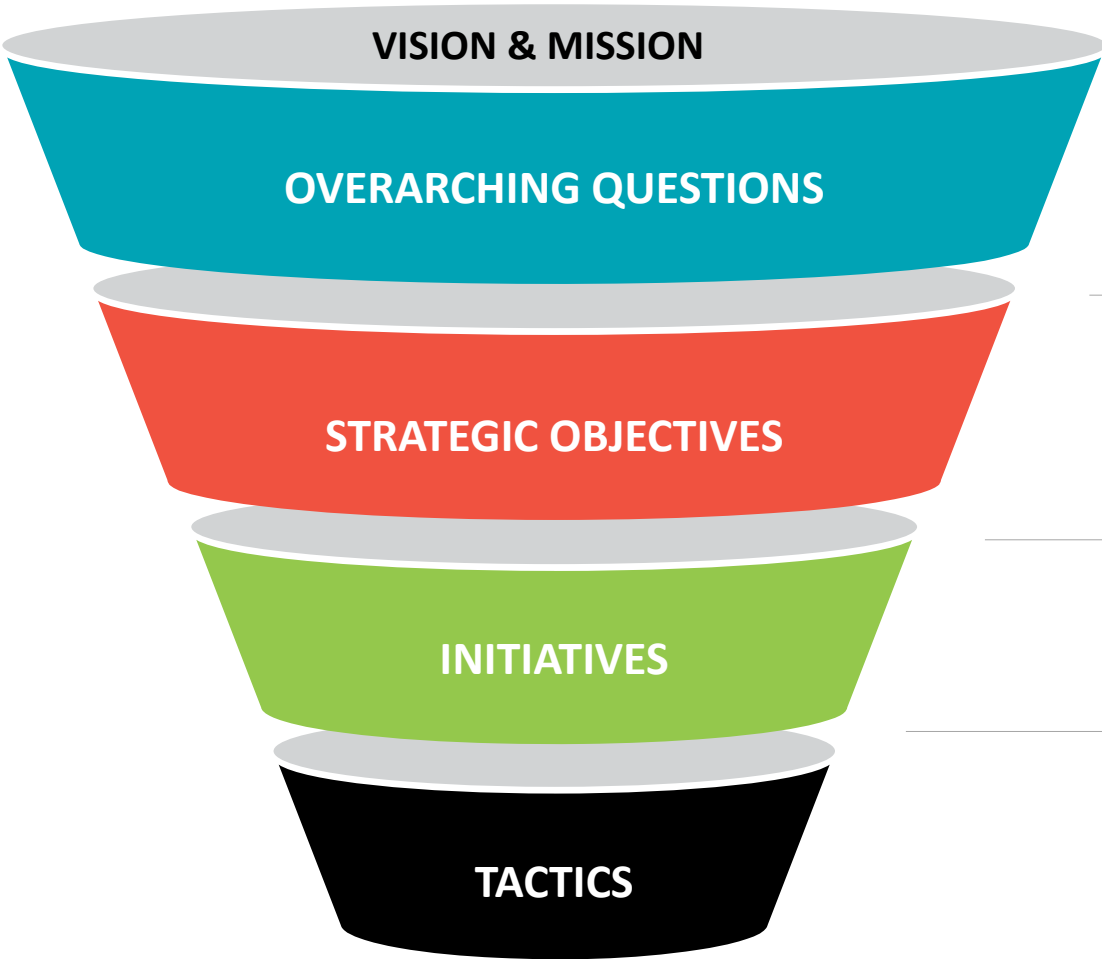 VISION & MISSION
OVERARCHING QUESTIONS
STRATEGIC OBJECTIVES
INITIATIVES
TACTICS